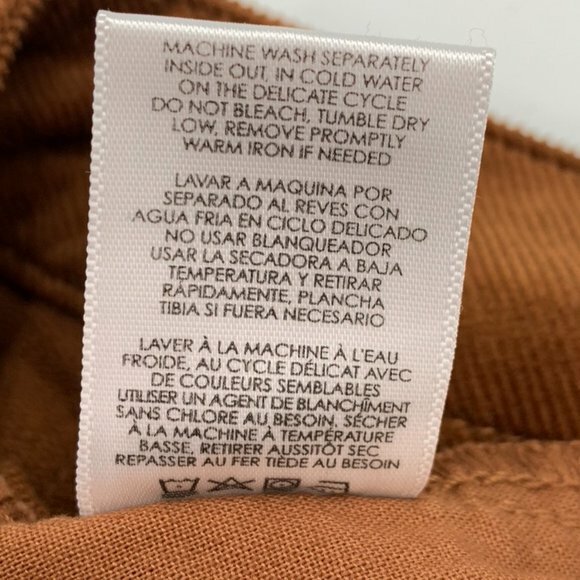 MACHINE WASH SEPARATELY
INSIDE OUT, IN COLD WATER
ON THE DELICATE CYCLE
DO NOT BLEACH, TUMBLE DRY
LOW, REMOVE PROMPTLY
WARM IRON IF NEEDED
LAVAR A MAQUINA POR
SEPARADO AL REVES CON
AGUA FRIA EN CICLO DELICADO
NO USAR BLANQUEADOR
USAR LA SECADORA A BAJA
TEMPERATURA Y RETIRAR
RÁPIDAMENTE, PLANCHA
TIBIA SI FUERA NECESARIO
LAVER À LA MACHINE À L'EAU
FROIDE, AU CYCLE DÉLICAT AVEC
DE COULEURS SEMBLABLES
UTILISER UN AGENT DE BLANCHÎMENT
SANS CHLORE AU BESOIN, SÉCHER
À LA MACHINE À TEMPÉRATURE
BASSE, RETIRER AUSSITÔT SEC
REPASSER AU FER TIÈDE AU BESOIN